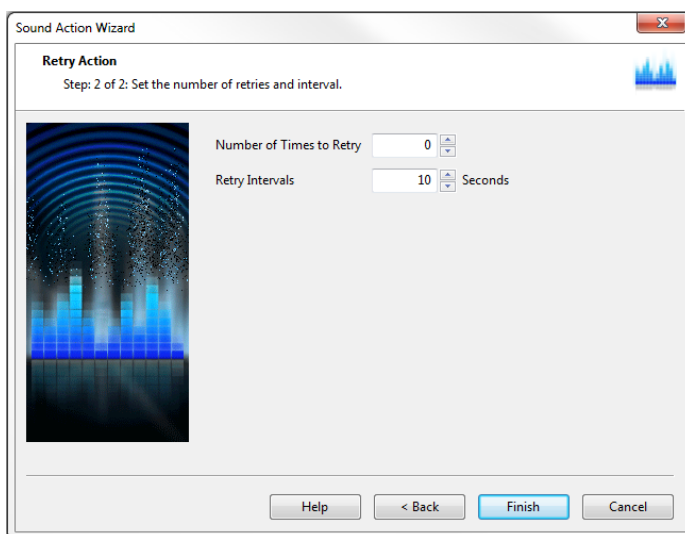 Sound Action Wizard
Retry Action
Step: 2 of 2: Set the number of retries and interval.
Number of Times to Retry 0
Retry Intervals 10 Seconds
Help < Back Finish Cancel